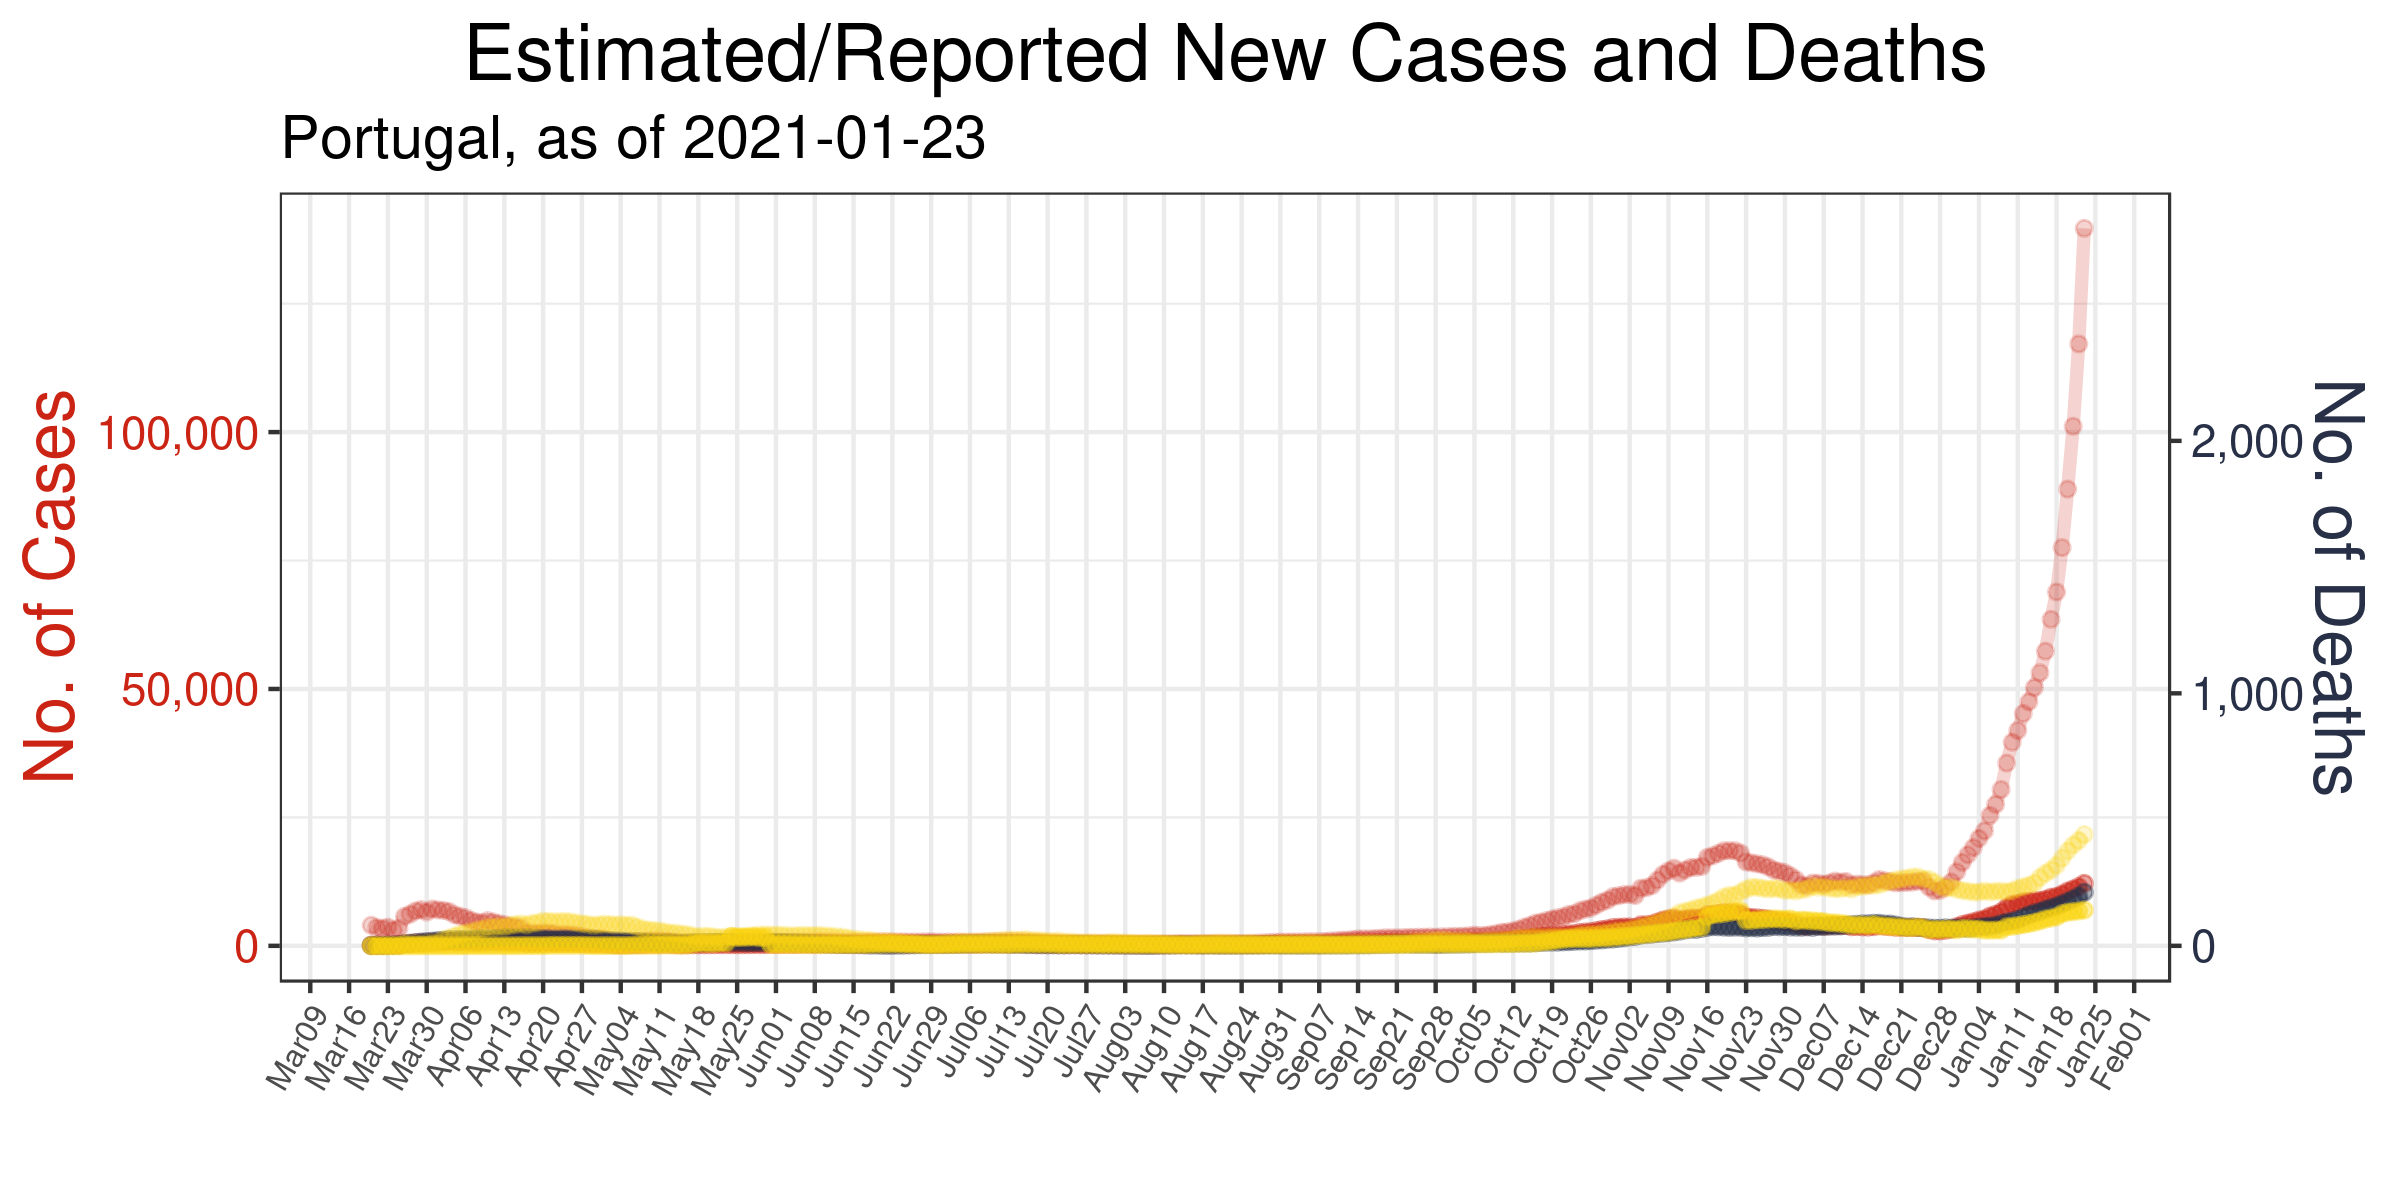 Estimated/Reported New Cases and Deaths
Portugal, as of 2021-01-23
No. of Cases
100,000
50,000
0
2,000
1,000
0
No. of Deaths
Mar09
Mar16
Mar23
Mar30
Apr06
Apr13
Apr20
Apr27
May04
May11
May18
May25
Jun01
Jun08
Jun15
Jun22
Jun29
Jul06
Jul13
Jul20
Jul27
Aug03
Aug10
Aug17
Aug24
Aug31
Sep07
Sep14
Sep21
Sep28
Oct05
Oct12
Oct19
Oct26
Nov02
Nov09
Nov16
Nov23
Nov30
Dec07
Dec14
Dec21
Dec28
Jan04
Jan11
Jan18
Jan25
Feb01